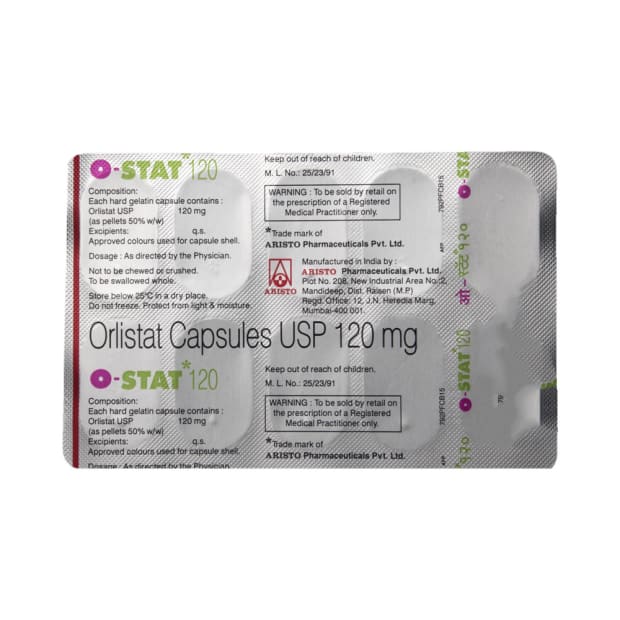 O-STAT*120
Composition:
Each hard gelatin capsule contains :
Orlistat USP 120 mg
(as pellets 50% w/w)
Excipients: q.s.
Approved colours used for capsule shell.
Dosage : As directed by the Physician.
Not to be chewed or crushed.
To be swallowed whole.
Store below 25°C in a dry place.
Do not freeze. Protect from light & moisture.
Keep out of reach of children.
M. L. No.: 25/23/91
WARNING : To be sold by retail on
the prescription of a Registered
Medical Practitioner only.
*Trade mark of
ARISTO Pharmaceuticals Pvt. Ltd.
ARISTO
Manufactured in India by :
ARISTO Pharmaceuticals Pvt. Ltd.
Plot No. 208, New Industrial Area No.:2,
Mandideep, Dist. Raisen (M.P.)
Regd. Office: 12, J.N. Heredia Marg,
Mumbai-400 001.
792PFCB15
APP
O-S
ओ-स्टॅट*१२०
Orlistat Capsules USP 120 mg
O-STAT*120
Composition:
Each hard gelatin capsule contains :
Orlistat USP 120 mg
(as pellets 50% w/w)
Excipients: q.s.
Approved colours used for capsule shell.
Dosage : As directed by the Physician.
Keep out of reach of children.
M. L. No.: 25/23/91
WARNING : To be sold by retail on
the prescription of a Registered
Medical Practitioner only.
*Trade mark of
ARISTO Pharmaceuticals Pvt. Ltd.
792PFCB15
APP
O-STAT*120
*१२०
79